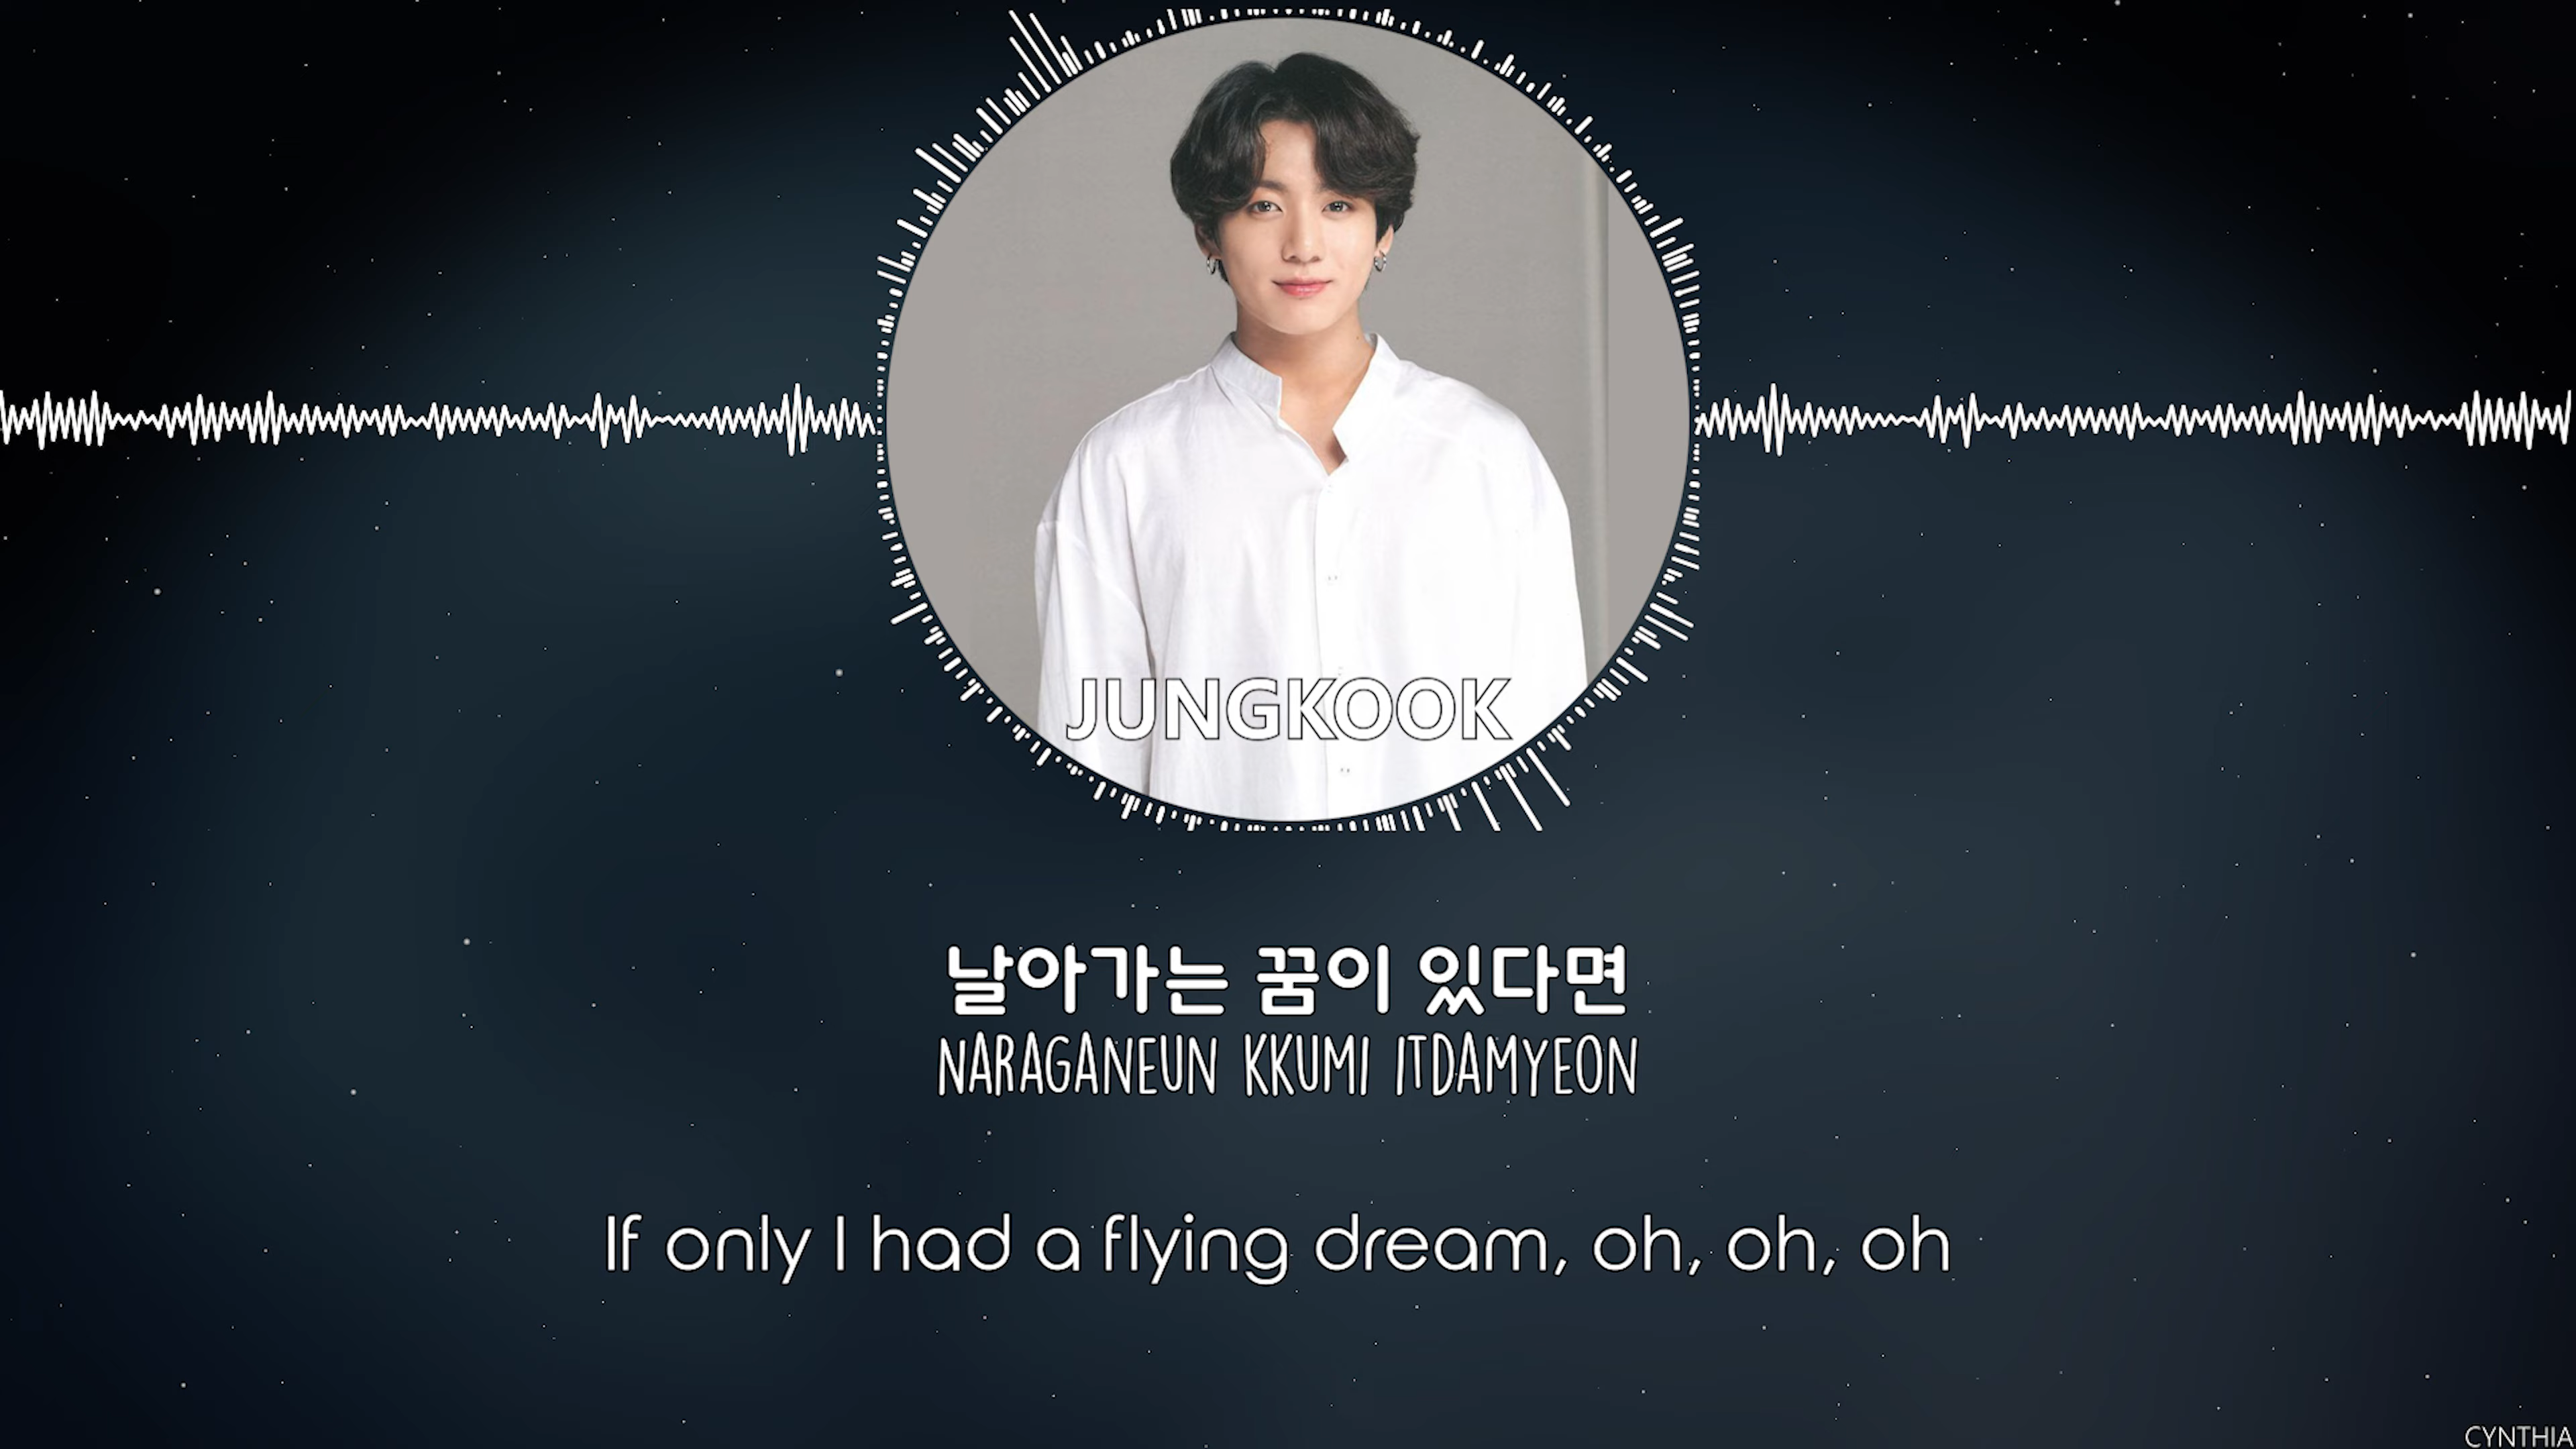 JUNGKOOK
날아가는 꿈이 있다면
NARAGANEUN KKUMI ITDAMYEON
If only I had a flying dream, oh, oh, oh
CYNTHIA